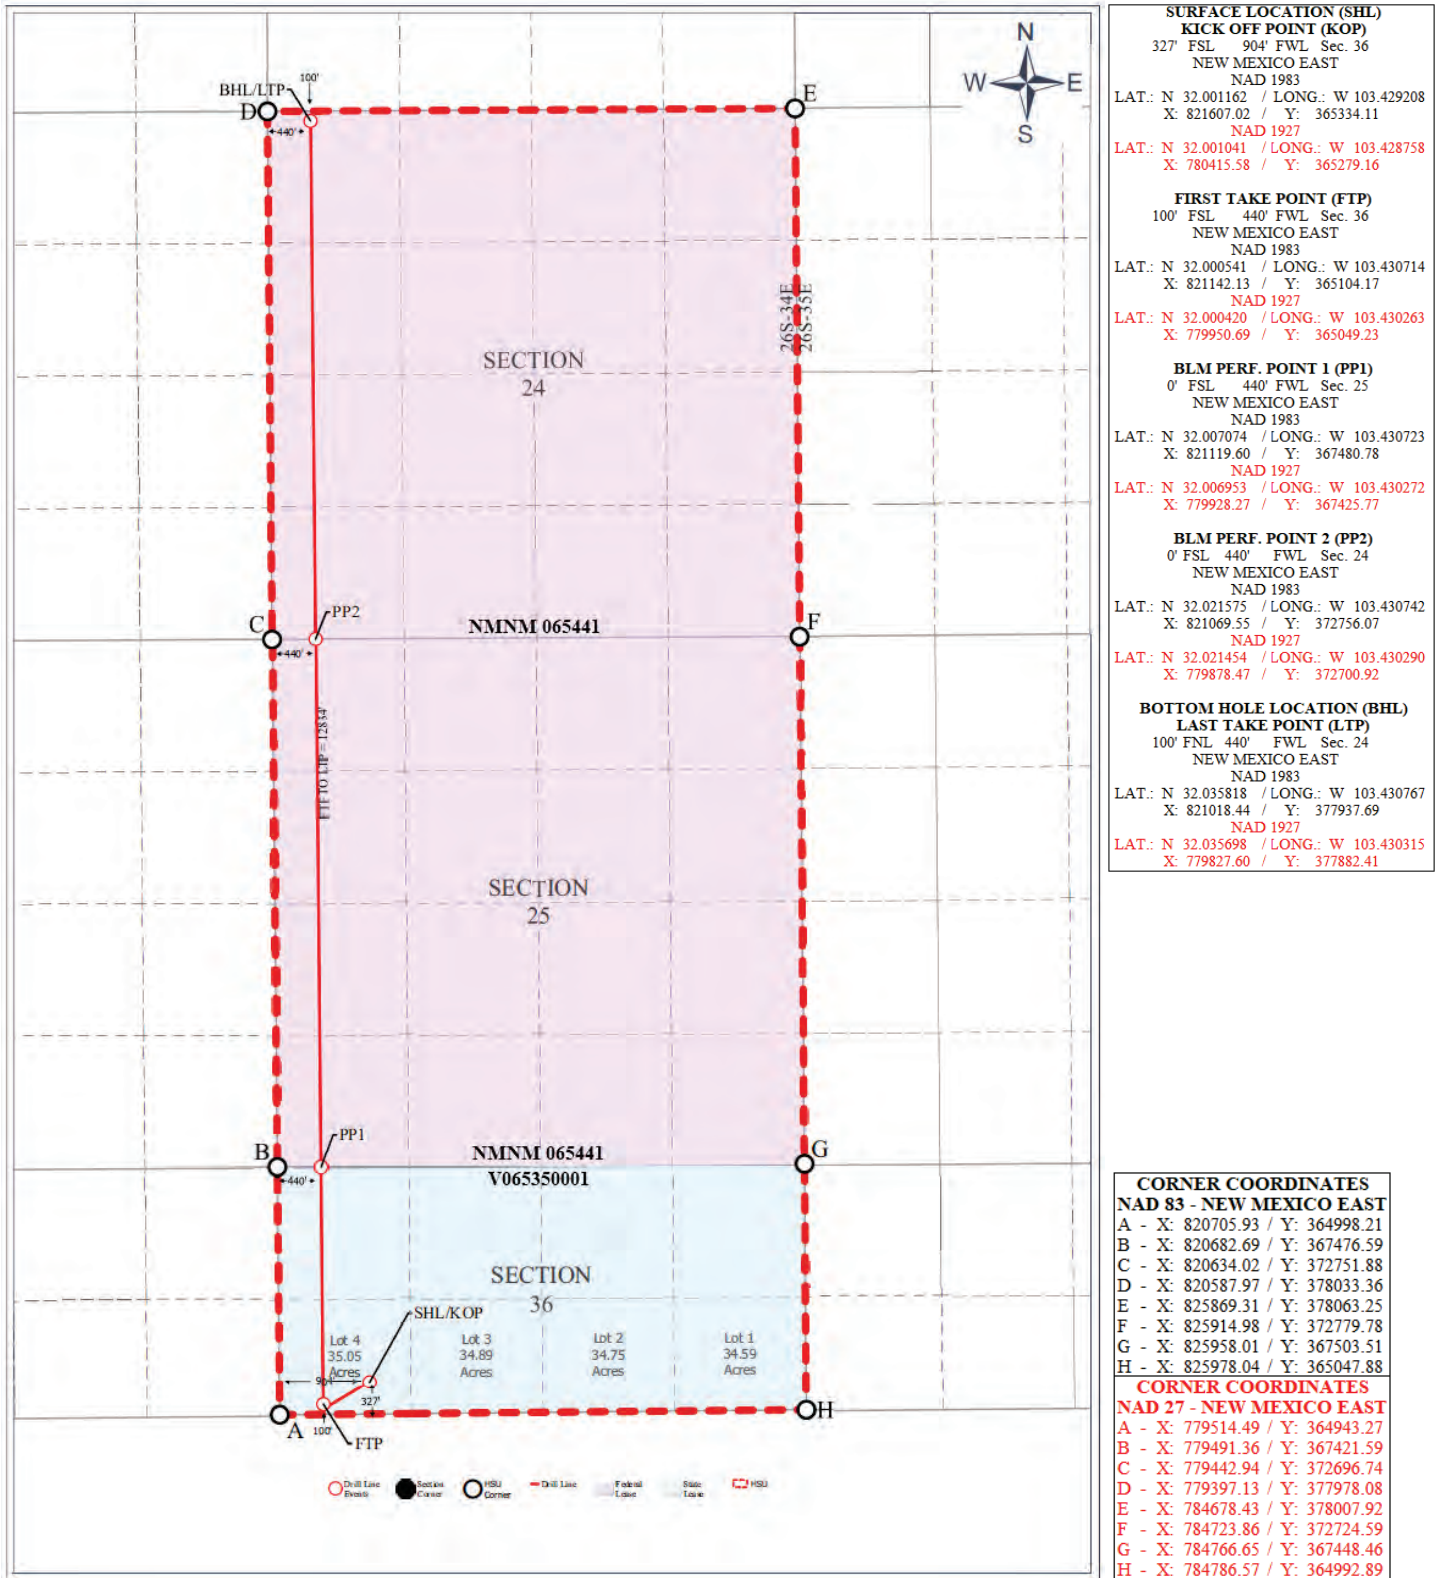 N
W E
S
100'
BHL/LTP
D
E
440'
26S-34E
26S-35E
SECTION
24
PP2
C
F
NMNM 065441
440'
FTP TO LTP = 12834'
SECTION
25
PP1
B
G
NMNM 065441
440'
V065350001
SECTION
36
SHL/KOP
Lot 4
35.05
Acres
Lot 3
34.89
Acres
Lot 2
34.75
Acres
Lot 1
34.59
Acres
904'
327'
A
H
100'
FTP
Drill Line
Events
Section
Corner
HSU
Corner
Drill Line
Federal
Lease
State
Lease
HSU
SURFACE LOCATION (SHL)
KICK OFF POINT (KOP)
327' FSL 904' FWL Sec. 36
NEW MEXICO EAST
NAD 1983
LAT.: N 32.001162 / LONG.: W 103.429208
X: 821607.02 / Y: 365334.11
NAD 1927
LAT.: N 32.001041 / LONG.: W 103.428758
X: 780415.58 / Y: 365279.16
FIRST TAKE POINT (FTP)
100' FSL 440' FWL Sec. 36
NEW MEXICO EAST
NAD 1983
LAT.: N 32.000541 / LONG.: W 103.430714
X: 821142.13 / Y: 365104.17
NAD 1927
LAT.: N 32.000420 / LONG.: W 103.430263
X: 779950.69 / Y: 365049.23
BLM PERF. POINT 1 (PP1)
0' FSL 440' FWL Sec. 25
NEW MEXICO EAST
NAD 1983
LAT.: N 32.007074 / LONG.: W 103.430723
X: 821119.60 / Y: 367480.78
NAD 1927
LAT.: N 32.006953 / LONG.: W 103.430272
X: 779928.27 / Y: 367425.77
BLM PERF. POINT 2 (PP2)
0' FSL 440' FWL Sec. 24
NEW MEXICO EAST
NAD 1983
LAT.: N 32.021575 / LONG.: W 103.430742
X: 821069.55 / Y: 372756.07
NAD 1927
LAT.: N 32.021454 / LONG.: W 103.430290
X: 779878.47 / Y: 372700.92
BOTTOM HOLE LOCATION (BHL)
LAST TAKE POINT (LTP)
100' FNL 440' FWL Sec. 24
NEW MEXICO EAST
NAD 1983
LAT.: N 32.035818 / LONG.: W 103.430767
X: 821018.44 / Y: 377937.69
NAD 1927
LAT.: N 32.035698 / LONG.: W 103.430315
X: 779827.60 / Y: 377882.41
CORNER COORDINATES
NAD 83 - NEW MEXICO EAST
A - X: 820705.93 / Y: 364998.21
B - X: 820682.69 / Y: 367476.59
C - X: 820634.02 / Y: 372751.88
D - X: 820587.97 / Y: 378033.36
E - X: 825869.31 / Y: 378063.25
F - X: 825914.98 / Y: 372779.78
G - X: 825958.01 / Y: 367503.51
H - X: 825978.04 / Y: 365047.88
CORNER COORDINATES
NAD 27 - NEW MEXICO EAST
A - X: 779514.49 / Y: 364943.27
B - X: 779491.36 / Y: 367421.59
C - X: 779442.94 / Y: 372696.74
D - X: 779397.13 / Y: 377978.08
E - X: 784678.43 / Y: 378007.92
F - X: 784723.86 / Y: 372724.59
G - X: 784766.65 / Y: 367448.46
H - X: 784786.57 / Y: 364992.89